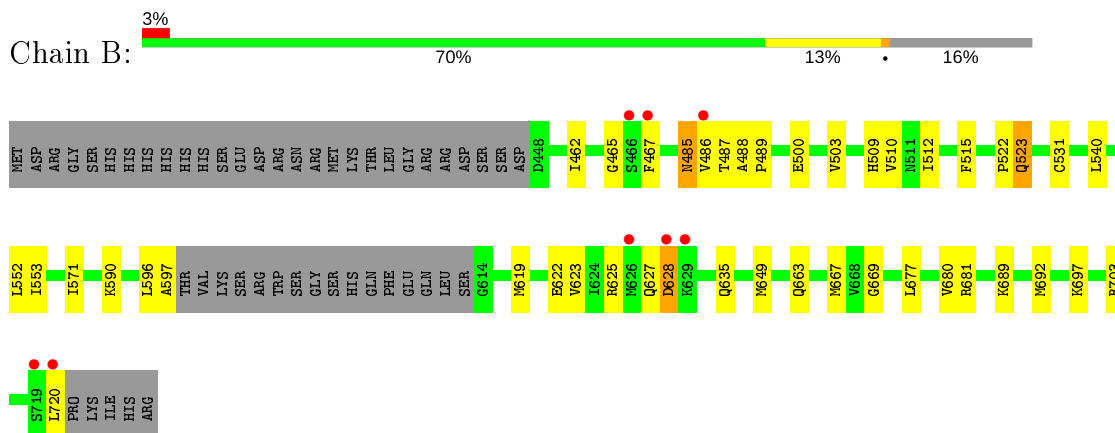 3%
Chain B:
70% 13% • 16%
MET ASP ARG GLY SER HIS HIS HIS HIS HIS HIS SER GLU ASP ARG ASN ARG MET LYS THR LEU GLY ARG ARG ASP SER SER ASP D448 I462 G465 S466 F467 N485 V486 T487 A488 P489 E500 V503 H509 V510 N511 I512 F515 P522 Q523 C531 L540
L552 I553 I571 K590 L596 A597 THR VAL LYS SER ARG TRP SER GLY SER HIS GLN PHE GLU GLN LEU SER G614 M619 E622 V623 I624 R625 M626 Q627 D628 K629 Q635 M649 Q663 M667 V668 G669 L677 V680 R681 K689 M692 K697
S719 L720 PRO LYS ILE HIS ARG